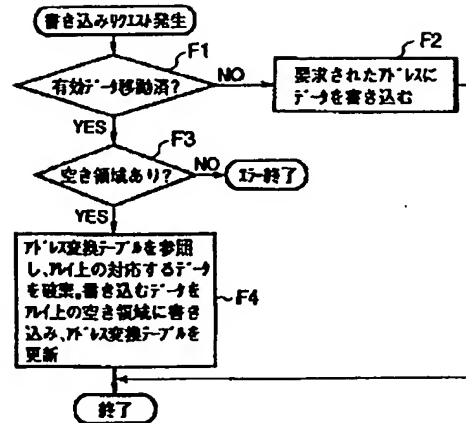 書き込みリクエスト発生
F1
有効データ移動済?
NO
F2
要求されたアドレスに
データを書き込む
YES
F3
空き領域あり?
NO
エラー終了
YES
アドレス変換テーブルを参照
し、アレイ上の対応するデータ
を破棄。書き込むデータを
アレイ上の空き領域に書き
込み、アドレス変換テーブルを
更新
F4
終了